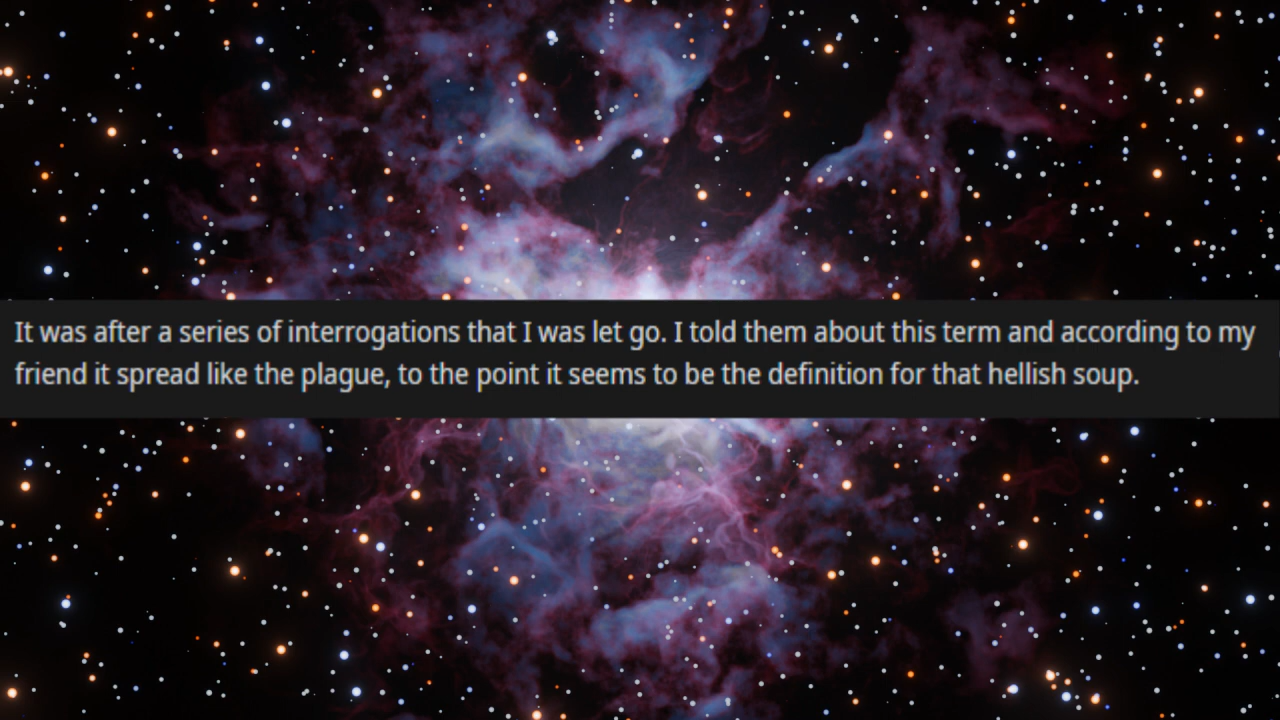 It was after a series of interrogations that I was let go. I told them about this term and according to my
friend it spread like the plague, to the point it seems to be the definition for that hellish soup.